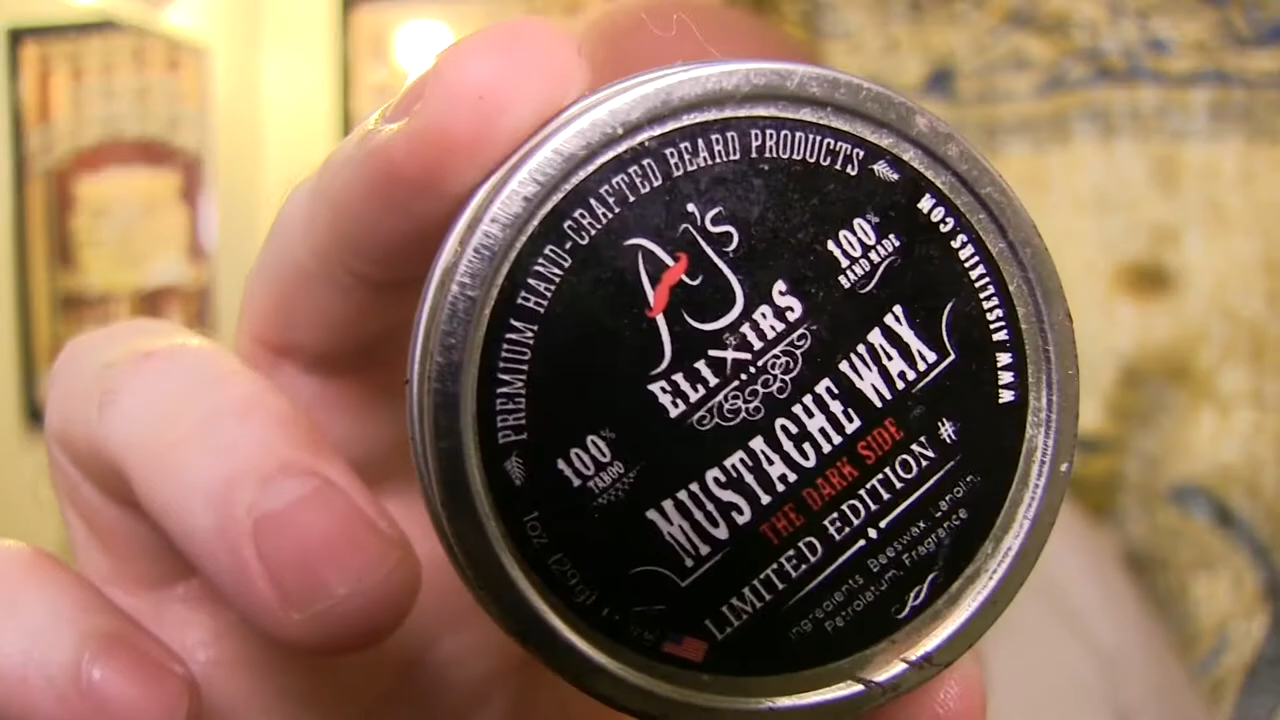 PREMIUM HAND-CRAFTED BEARD PRODUCTS
WWW.AJSELIXIRS.COM
AJ's
ELIXIRS
100%
HAND MADE
100%
TABOO
MUSTACHE WAX
THE DARK SIDE
LIMITED EDITION #
Ingredients Beeswax, Lanolin,
Petrolatum, Fragrance
1oz (29g)